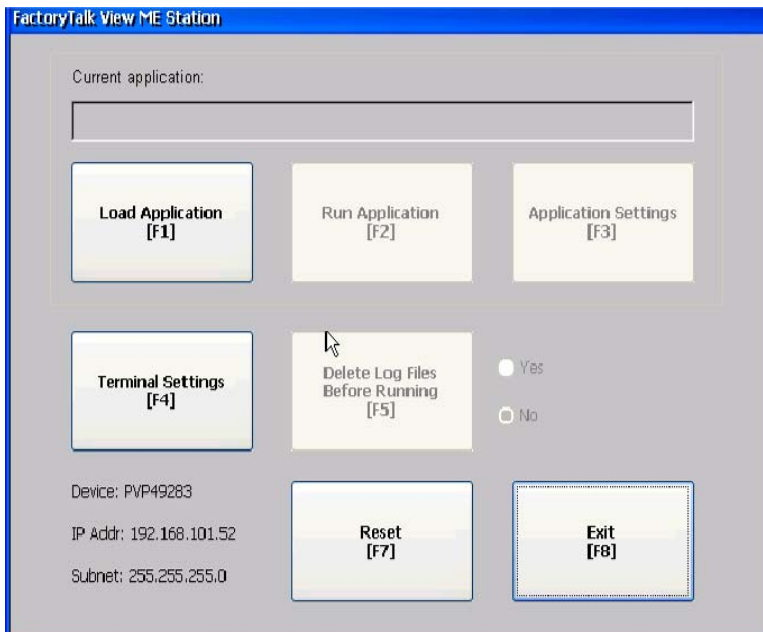 FactoryTalk View ME Station
Current application:
Load Application
[F1]
Run Application
[F2]
Application Settings
[F3]
Terminal Settings
[F4]
Delete Log Files
Before Running
[F5]
Yes
No
Device: PVP49283
IP Addr: 192.168.101.52
Subnet: 255.255.255.0
Reset
[F7]
Exit
[F8]